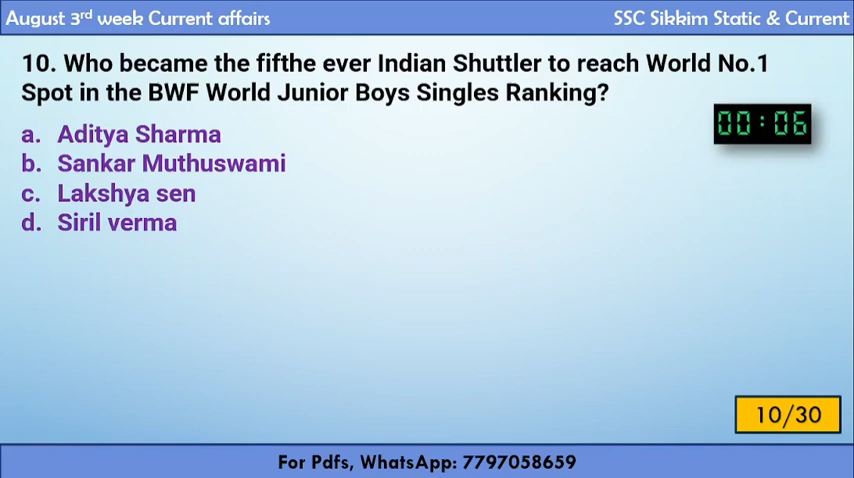 August 3rd week Current affairs
SSC Sikkim Static & Current
10. Who became the fifthe ever Indian Shuttler to reach World No.1
Spot in the BWF World Junior Boys Singles Ranking?
00:06
a. Aditya Sharma
b. Sankar Muthuswami
c. Lakshya sen
d. Siril verma
10/30
For Pdfs, WhatsApp: 7797058659